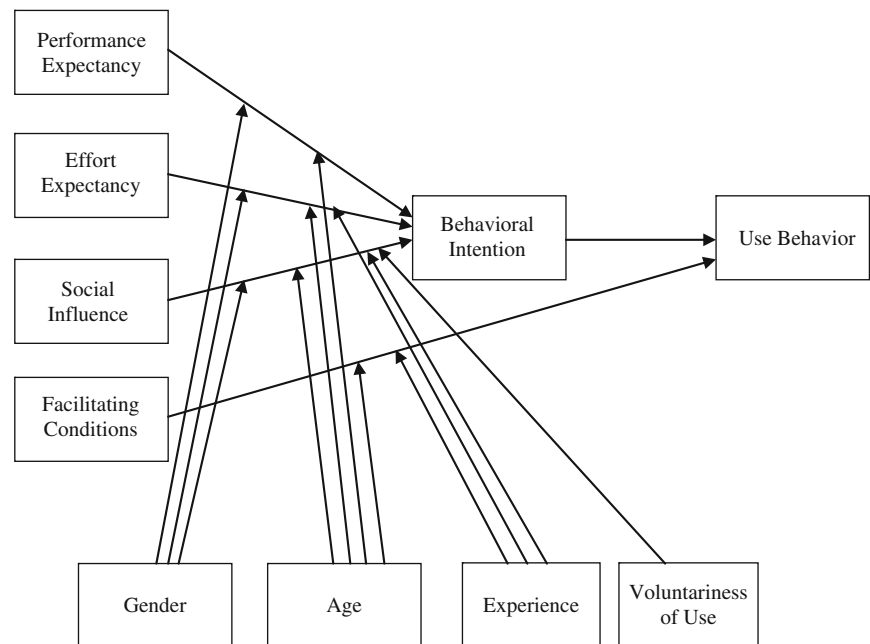 Performance
Expectancy
Effort
Expectancy
Behavioral
Intention
Use Behavior
Social
Influence
Facilitating
Conditions
Gender
Age
Experience
Voluntariness
of Use